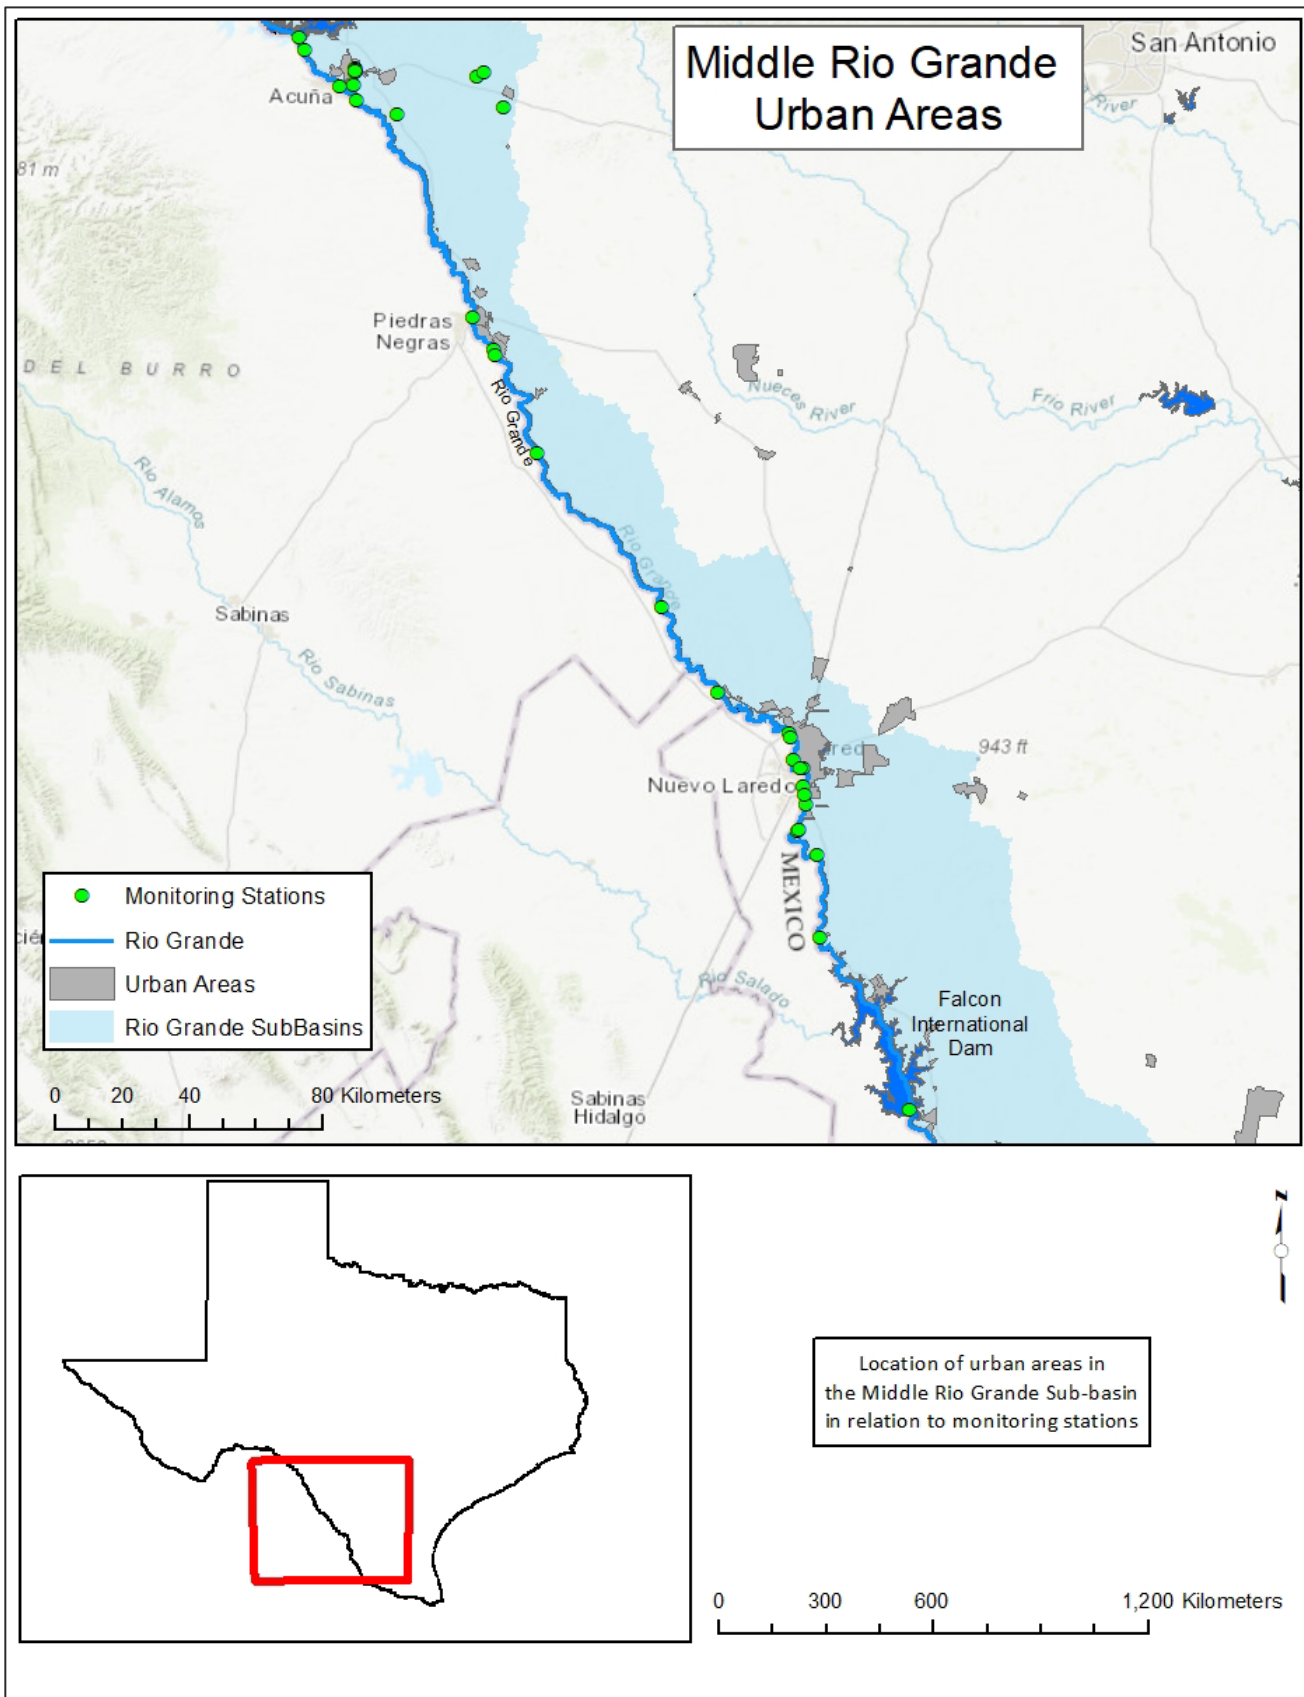 Middle Rio Grande
Urban Areas
San Antonio
River
Acuña
81 m
Piedras
Negras
DEL BURRO
Rio Grande
Nueces River
Frio River
Rio Alamos
Rio Grande
Sabinas
Rio Sabinas
943 ft
Nuevo Laredo
MEXICO
Rio Salado
Falcon
International
Dam
Sabinas
Hidalgo
Monitoring Stations
Rio Grande
Urban Areas
Rio Grande SubBasins
0 20 40 80 Kilometers
N
Location of urban areas in
the Middle Rio Grande Sub-basin
in relation to monitoring stations
0 300 600 1,200 Kilometers